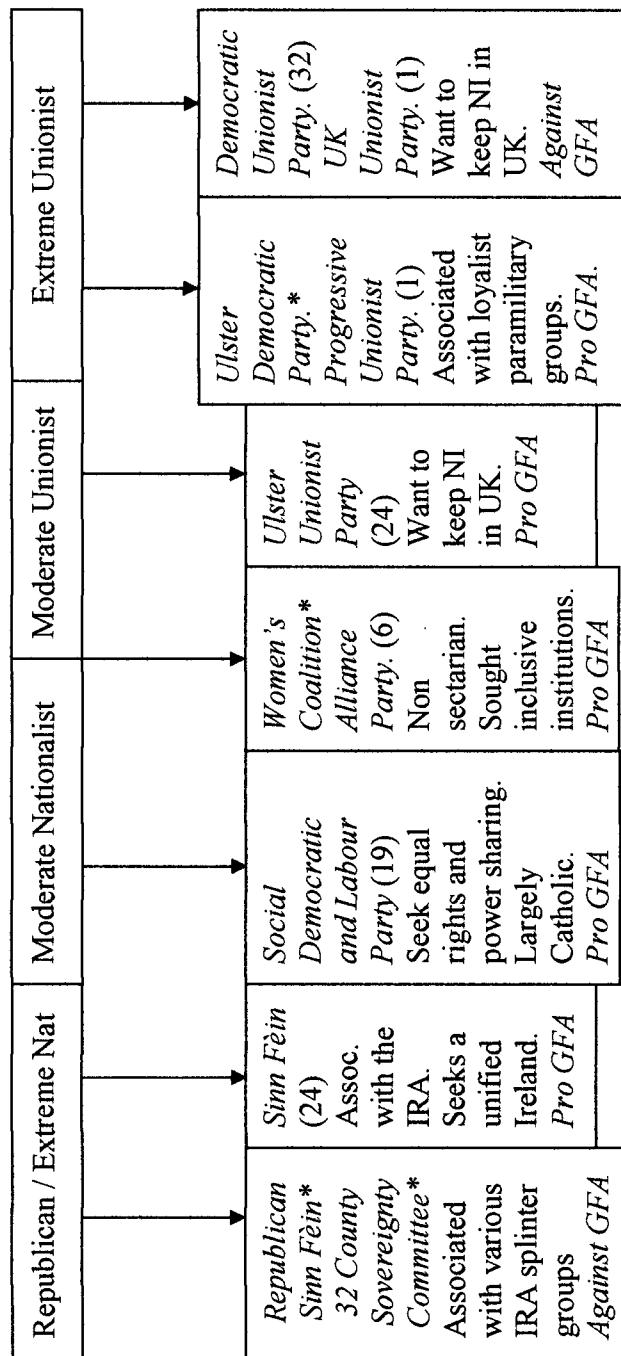 Republican / Extreme Nat
Moderate Nationalist
Moderate Unionist
Extreme Unionist
Republican
Sinn Fèin*
32 County
Sovereignty
Committee*
Associated
with various
IRA splinter
groups
Against GFA
Sinn Fèin
(24)
Assoc.
with the
IRA.
Seeks a
unified
Ireland.
Pro GFA
Social
Democratic
and Labour
Party (19)
Seek equal
rights and
power sharing.
Largely
Catholic.
Pro GFA
Women's
Coalition*
Alliance
Party. (6)
Non
sectarian.
Sought
inclusive
institutions.
Pro GFA
Ulster
Unionist
Party
(24)
Want to
keep NI
in UK.
Pro GFA
Ulster
Democratic
Party.*
Progressive
Unionist
Party. (1)
Associated
with loyalist
paramilitary
groups.
Pro GFA.
Democratic
Unionist
Party. (32)
UK
Unionist
Party. (1)
Want to
keep NI in
UK.
Against
GFA